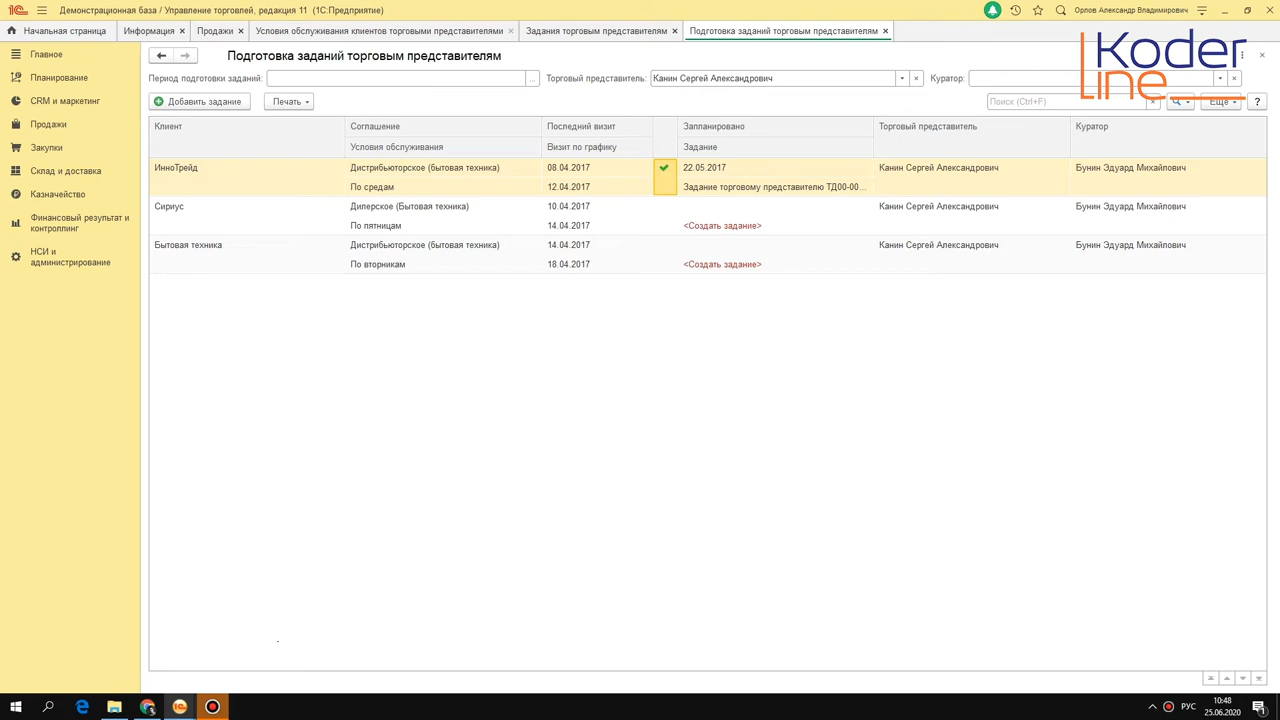 Демонстрационная база / Управление торговлей, редакция 11 (1С:Предприятие)
Орлов Александр Владимирович
Начальная страница
Информация ×
Продажи ×
Условия обслуживания клиентов торговыми представителями ×
Задания торговым представителям ×
Подготовка заданий торговым представителям ×
Главное
Планирование
CRM и маркетинг
Продажи
Закупки
Склад и доставка
Казначейство
Финансовый результат и
контроллинг
НСИ и
администрирование
Подготовка заданий торговым представителям
Koder
Line
Период подготовки заданий: ...
Торговый представитель: Канин Сергей Александрович
Куратор:
Добавить задание
Печать
Поиск (Ctrl+F)
Еще
?
Клиент Соглашение Последний визит Запланировано Торговый представитель Куратор
Условия обслуживания Визит по графику Задание
ИнноТрейд Дистрибьюторское (бытовая техника) 08.04.2017 22.05.2017 Канин Сергей Александрович Бунин Эдуард Михайлович
По средам 12.04.2017 Задание торговому представителю ТД00-00...
Сириус Дилерское (Бытовая техника) 10.04.2017 Канин Сергей Александрович Бунин Эдуард Михайлович
По пятницам 14.04.2017 <Создать задание>
Бытовая техника Дистрибьюторское (бытовая техника) 14.04.2017 Канин Сергей Александрович Бунин Эдуард Михайлович
По вторникам 18.04.2017 <Создать задание>
РУС
10:48
25.06.2020
1